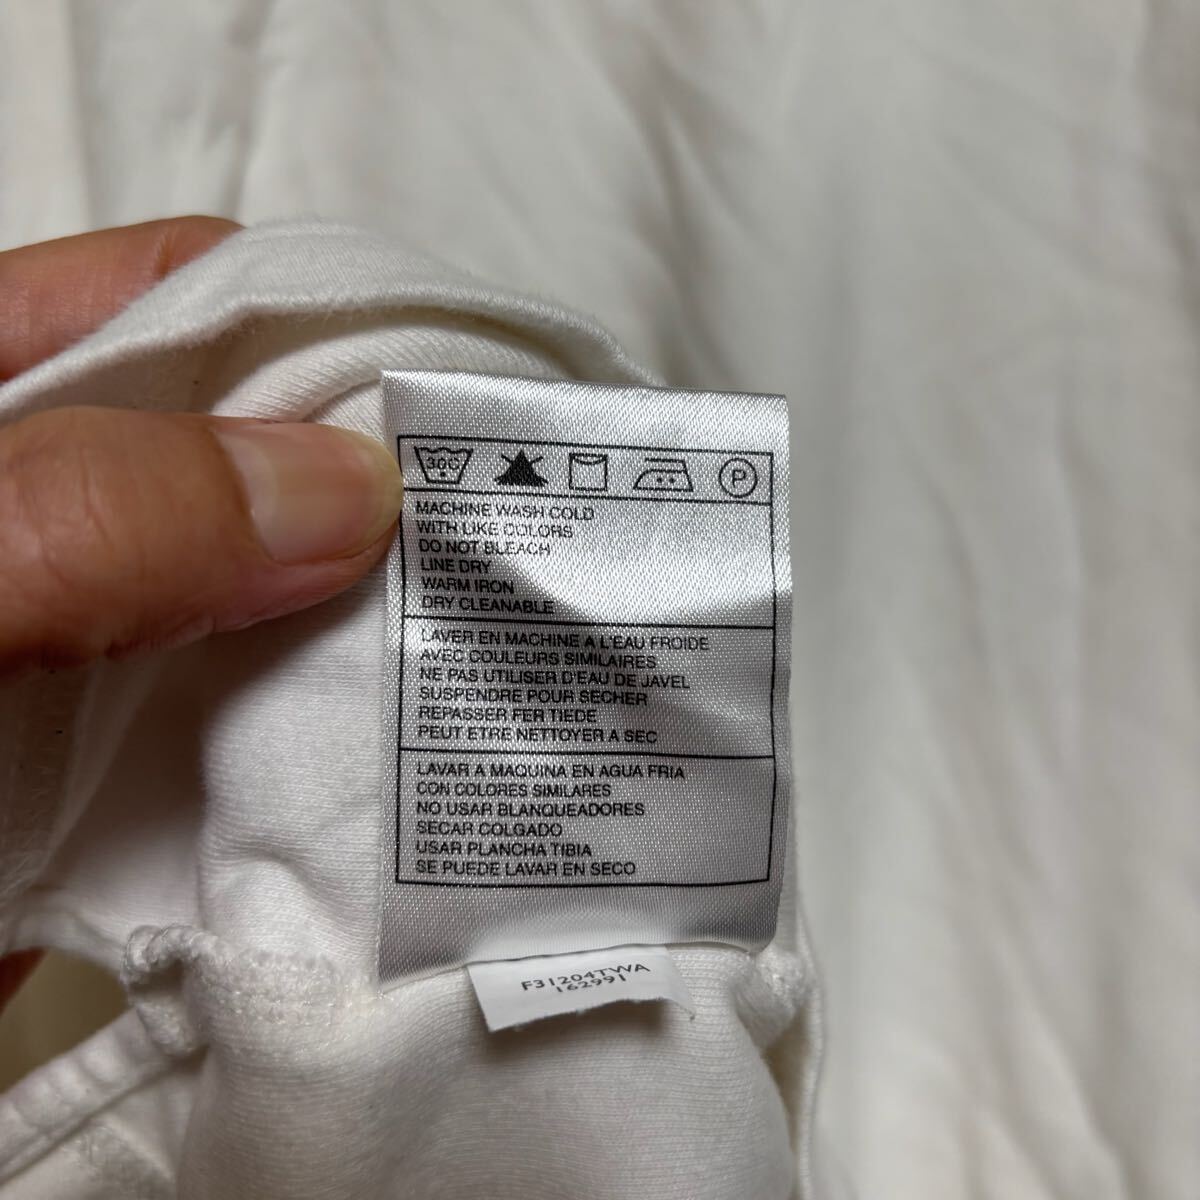 30C
P
MACHINE WASH COLD
WITH LIKE COLORS
DO NOT BLEACH
LINE DRY
WARM IRON
DRY CLEANABLE
LAVER EN MACHINE A L'EAU FROIDE
AVEC COULEURS SIMILAIRES
NE PAS UTILISER D'EAU DE JAVEL
SUSPENDRE POUR SECHER
REPASSER FER TIEDE
PEUT ETRE NETTOYER A SEC
LAVAR A MAQUINA EN AGUA FRIA
CON COLORES SIMILARES
NO USAR BLANQUEADORES
SECAR COLGADO
USAR PLANCHA TIBIA
SE PUEDE LAVAR EN SECO
F31204TWA
162991